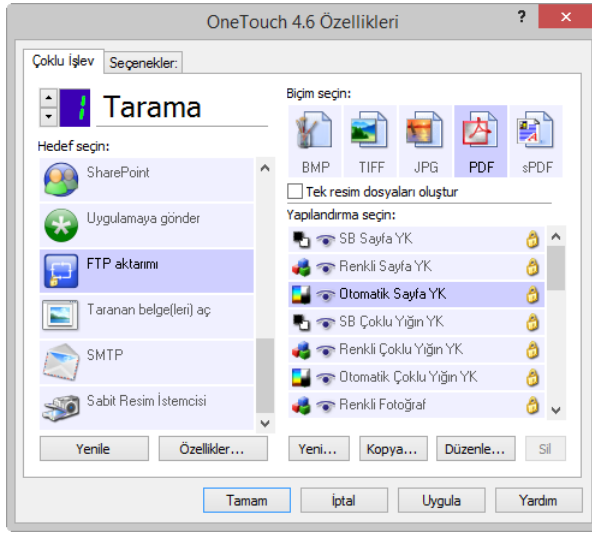 OneTouch 4.6 Özellikleri
?
Çoklu İşlev
Seçenekler:
1
Tarama
Hedef seçin:
SharePoint
Uygulamaya gönder
FTP aktarımı
Taranan belge(leri) aç
SMTP
Sabit Resim İstemcisi
Yenile
Özellikler...
Biçim seçin:
BMP
TIFF
JPG
PDF
sPDF
Tek resim dosyaları oluştur
Yapılandırma seçin:
SB Sayfa YK
Renkli Sayfa YK
Otomatik Sayfa YK
SB Çoklu Yığın YK
Renkli Çoklu Yığın YK
Otomatik Çoklu Yığın YK
Renkli Fotoğraf
Yeni...
Kopya...
Düzenle...
Sil
Tamam
İptal
Uygula
Yardım